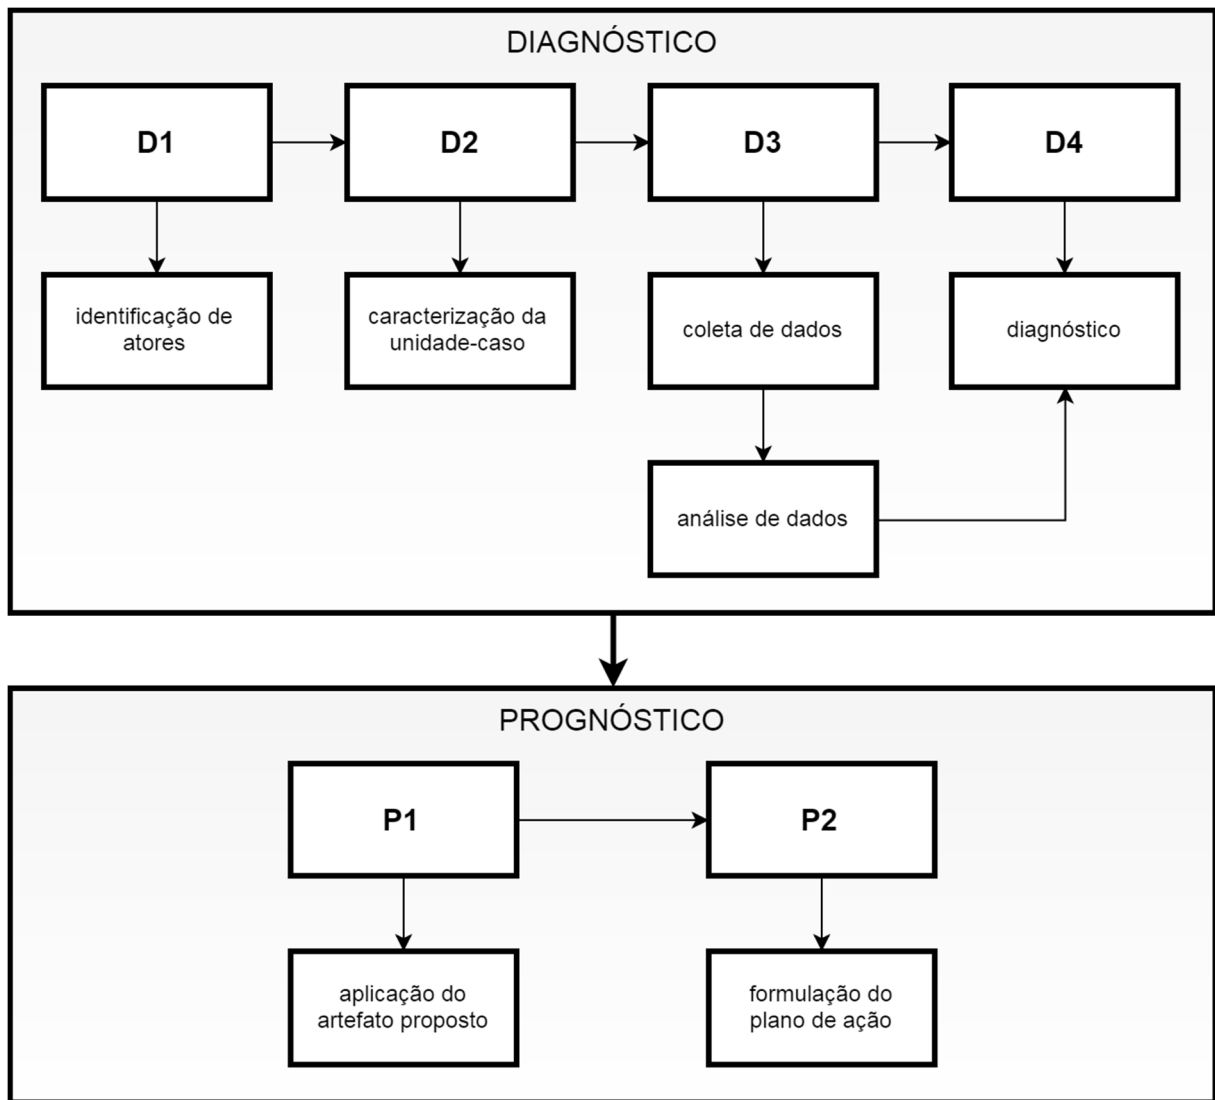 DIAGNÓSTICO
D1
D2
D3
D4
identificação de
atores
caracterização da
unidade-caso
coleta de dados
diagnóstico
análise de dados
PROGNÓSTICO
P1
P2
aplicação do
artefato proposto
formulação do
plano de ação